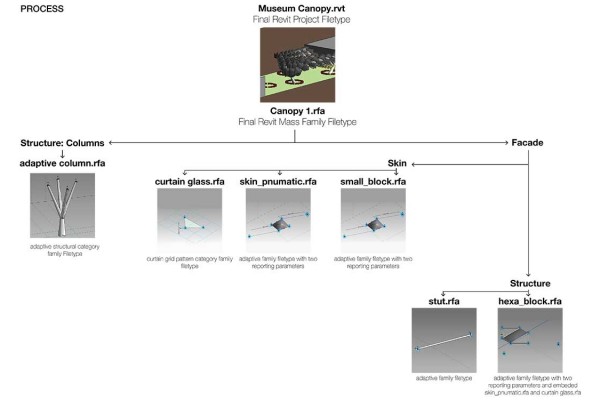 PROCESS
Museum Canopy.rvt
Final Revit Project Filetype
Canopy 1.rfa
Final Revit Mass Family Filetype
Structure: Columns
Facade
adaptive column.rfa
Skin
curtain glass.rfa
skin_pnumatic.rfa
small_block.rfa
adaptive structural category
family Filetype
curtain grid pattern category family
filetype
adaptive family filetype with two
reporting parameters
adaptive family filetype with two
reporting parameters
Structure
stut.rfa
hexa_block.rfa
adaptive family filetype
adaptive family filetype with two
reporting parameters and embeded
skin_pnumatic.rfa and curtain glass.rfa